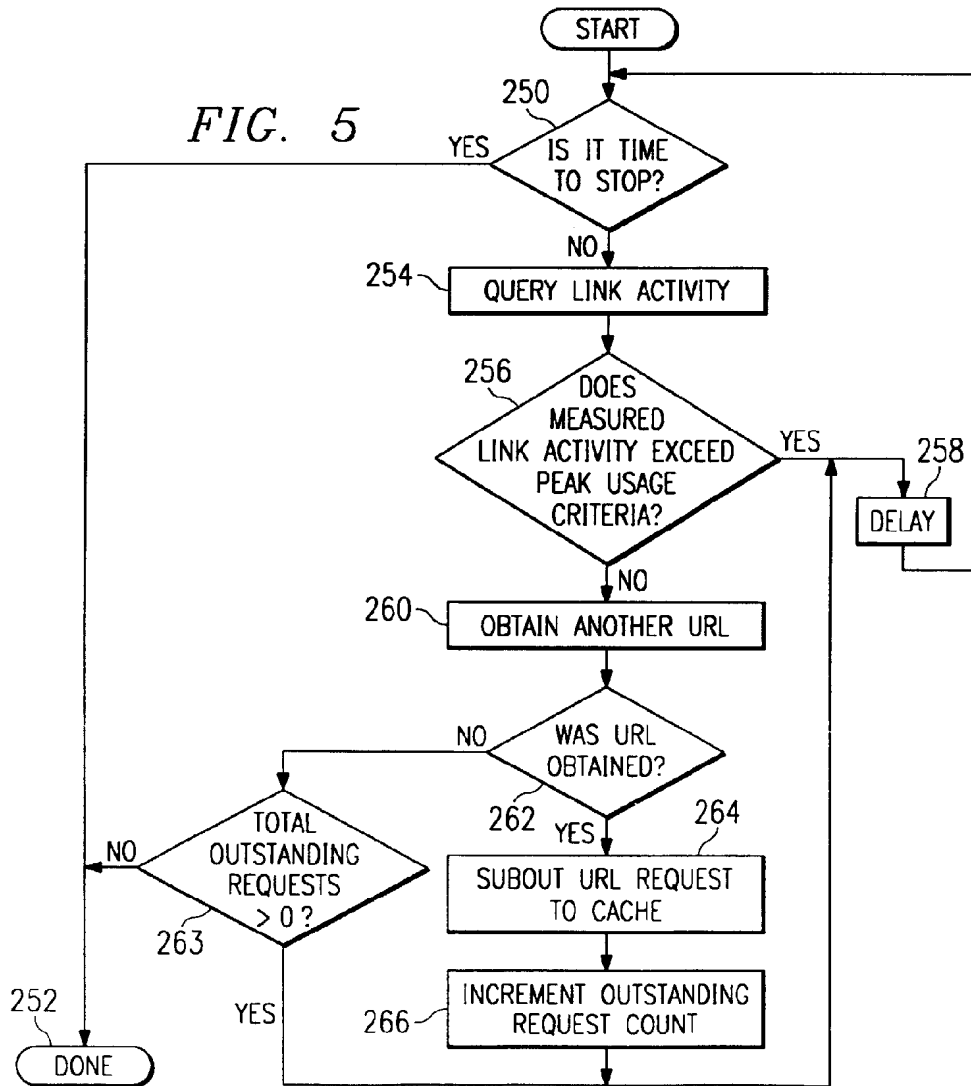 START
FIG. 5
250
YES
IS IT TIME
TO STOP?
NO
254
QUERY LINK ACTIVITY
256
DOES
MEASURED
LINK ACTIVITY EXCEED
PEAK USAGE
CRITERIA?
YES
258
DELAY
NO
260
OBTAIN ANOTHER URL
NO
WAS URL
OBTAINED?
262
YES
264
TOTAL
OUTSTANDING
REQUESTS
> 0?
NO
263
SUBOUT URL REQUEST
TO CACHE
252
YES
266
INCREMENT OUTSTANDING
REQUEST COUNT
DONE